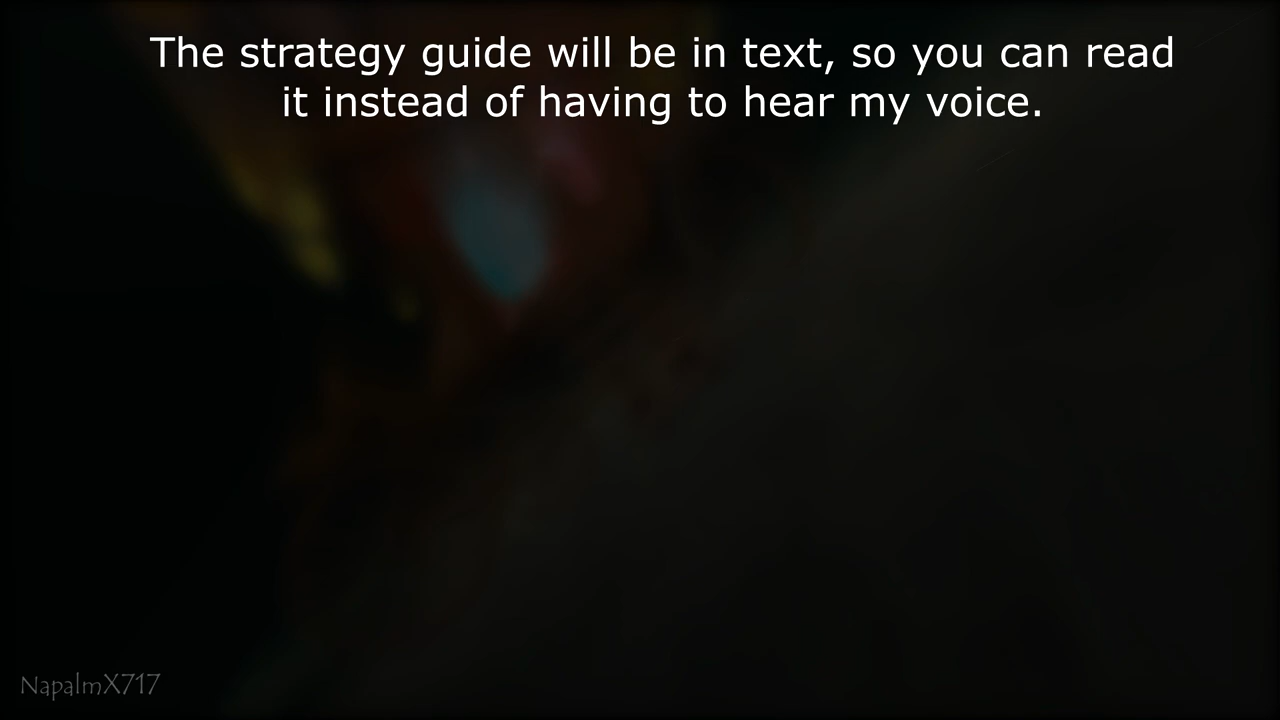 The strategy guide will be in text, so you can read
it instead of having to hear my voice.
NapalmX717